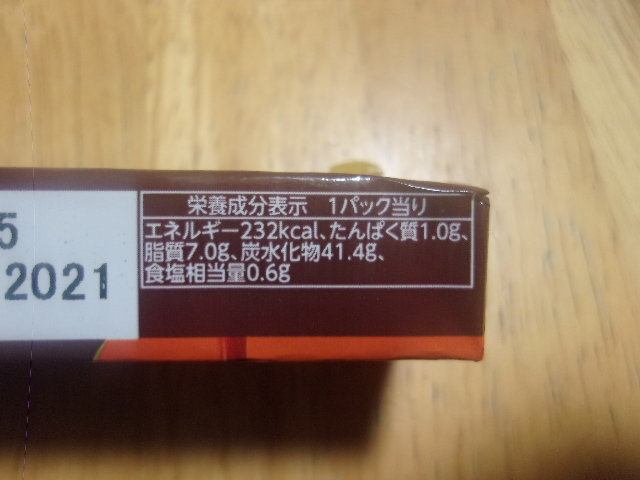 5
2021
栄養成分表示 1パック当り
エネルギー232kcal、たんぱく質1.0g、
脂質7.0g、炭水化物41.4g、
食塩相当量0.6g